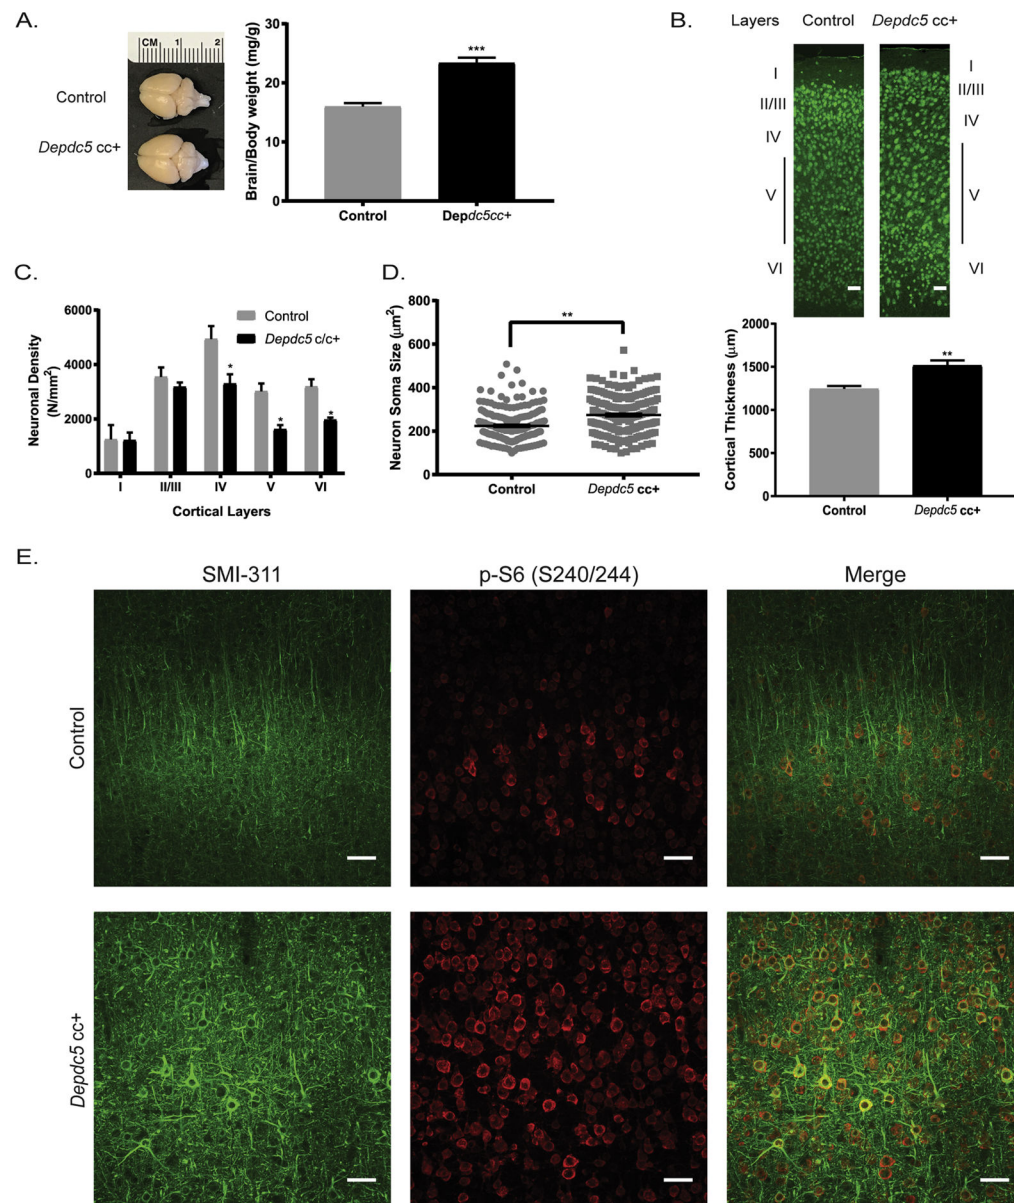 A.
CM 1 2
Control
Depdc5 cc+
Brain/Body weight (mg/g)
30
20
10
0
***
Control
Depdc5cc+
B.
Layers Control Depdc5 cc+
I
II/III
IV
V
VI
I
II/III
IV
V
VI
Cortical Thickness (μm)
2000
1500
1000
500
0
**
Control
Depdc5 cc+
C.
Neuronal Density
(N/mm²)
6000
4000
2000
0
Control
Depdc5 c/c+
*
*
*
I II/III IV V VI
Cortical Layers
D.
Neuron Soma Size (μm²)
800
600
400
200
0
**
Control
Depdc5 cc+
E.
SMI-311 p-S6 (S240/244) Merge
Control
Depdc5 cc+